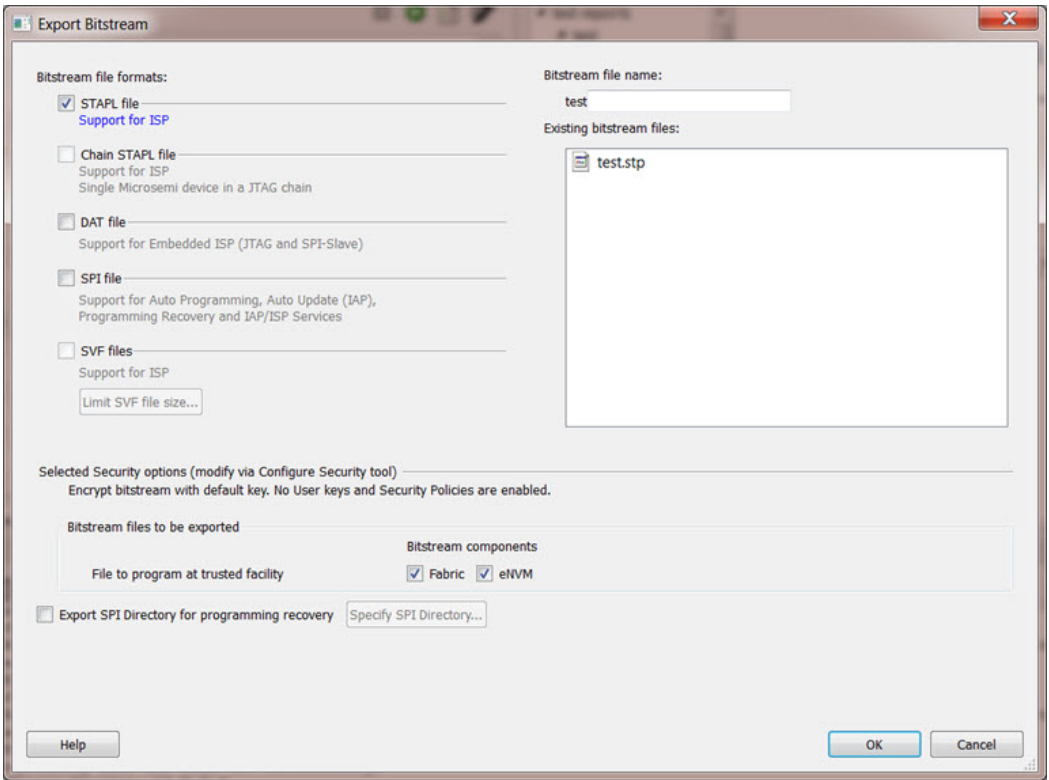 Export Bitstream
Bitstream file formats:
STAPL file
Support for ISP
Chain STAPL file
Support for ISP
Single Microsemi device in a JTAG chain
DAT file
Support for Embedded ISP (JTAG and SPI-Slave)
SPI file
Support for Auto Programming, Auto Update (IAP),
Programming Recovery and IAP/ISP Services
SVF files
Support for ISP
Limit SVF file size...
Bitstream file name:
test
Existing bitstream files:
test.stp
Selected Security options (modify via Configure Security tool)
Encrypt bitstream with default key. No User keys and Security Policies are enabled.
Bitstream files to be exported
Bitstream components
File to program at trusted facility Fabric eNVM
Export SPI Directory for programming recovery Specify SPI Directory...
Help OK Cancel